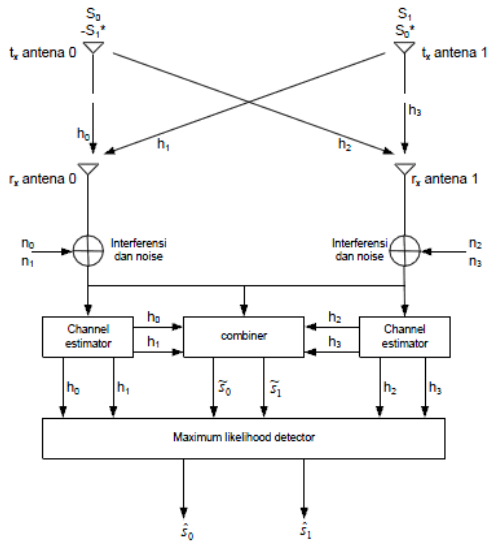 S₀ S₁
-S₁* S₀*
tₓ antena 0 tₓ antena 1
h₀ h₁ h₂ h₃
rₓ antena 0 rₓ antena 1
n₀ Interferensi Interferensi n₂
n₁ dan noise dan noise n₃
Channel estimator h₀ combiner h₂ Channel estimator
h₁ h₃
h₀ h₁ s̃₀ s̃₁ h₂ h₃
Maximum likelihood detector
ŝ₀ ŝ₁